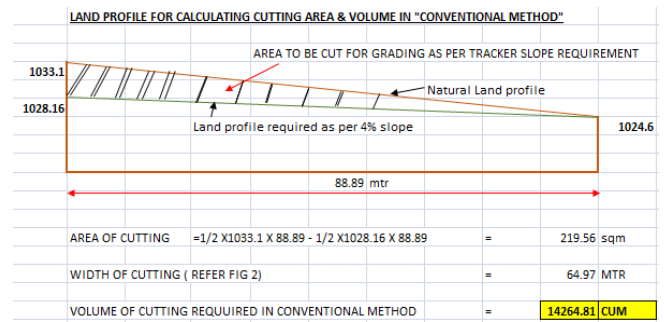 LAND PROFILE FOR CALCULATING CUTTING AREA & VOLUME IN "CONVENTIONAL METHOD"
AREA TO BE CUT FOR GRADING AS PER TRACKER SLOPE REQUIREMENT
1033.1
Natural Land profile
1028.16
Land profile required as per 4% slope
1024.6
88.89 mtr
AREA OF CUTTING =1/2 X1033.1 X 88.89 - 1/2 X1028.16 X 88.89 = 219.56 sqm
WIDTH OF CUTTING ( REFER FIG 2) = 64.97 MTR
VOLUME OF CUTTING REQUUIRED IN CONVENTIONAL METHOD = 14264.81 CUM